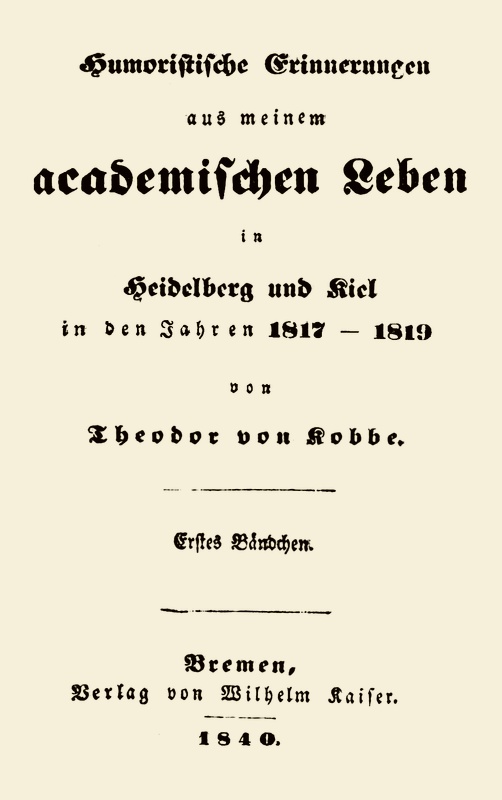 Humoristische Erinnerungen
aus meinem
academischen Leben
in
Heidelberg und Kiel
in den Jahren 1817 — 1819
von
Theodor von Kobbe.
Erstes Bändchen.
Bremen,
Verlag von Wilhelm Kaiser.
1840.